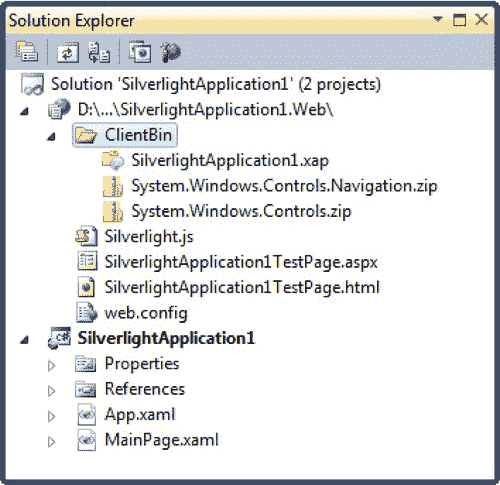 Solution Explorer
Solution 'SilverlightApplication1' (2 projects)
D:\...\SilverlightApplication1.Web\
ClientBin
SilverlightApplication1.xap
System.Windows.Controls.Navigation.zip
System.Windows.Controls.zip
Silverlight.js
SilverlightApplication1TestPage.aspx
SilverlightApplication1TestPage.html
web.config
SilverlightApplication1
Properties
References
App.xaml
MainPage.xaml